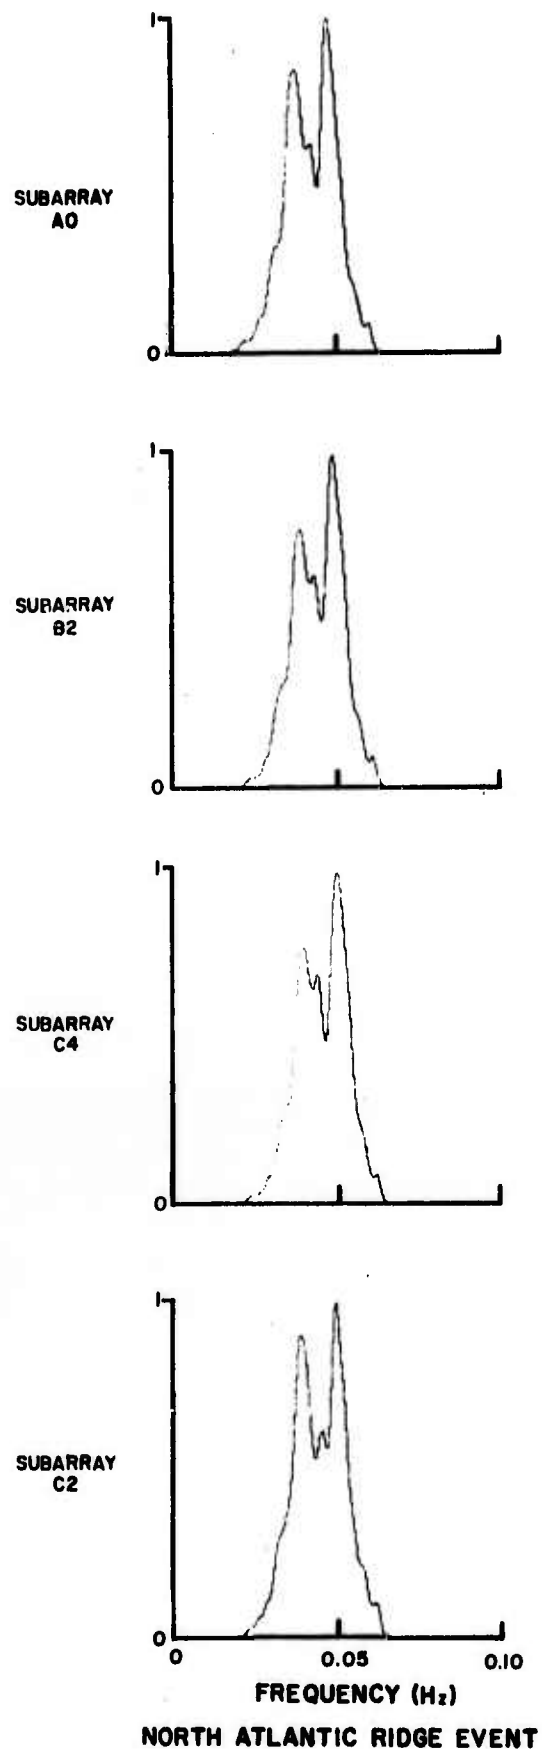 1
SUBARRAY
A0
0
1
SUBARRAY
B2
0
1
SUBARRAY
C4
0
1
SUBARRAY
C2
0
0 0.05 0.10
FREQUENCY (Hz)
NORTH ATLANTIC RIDGE EVENT